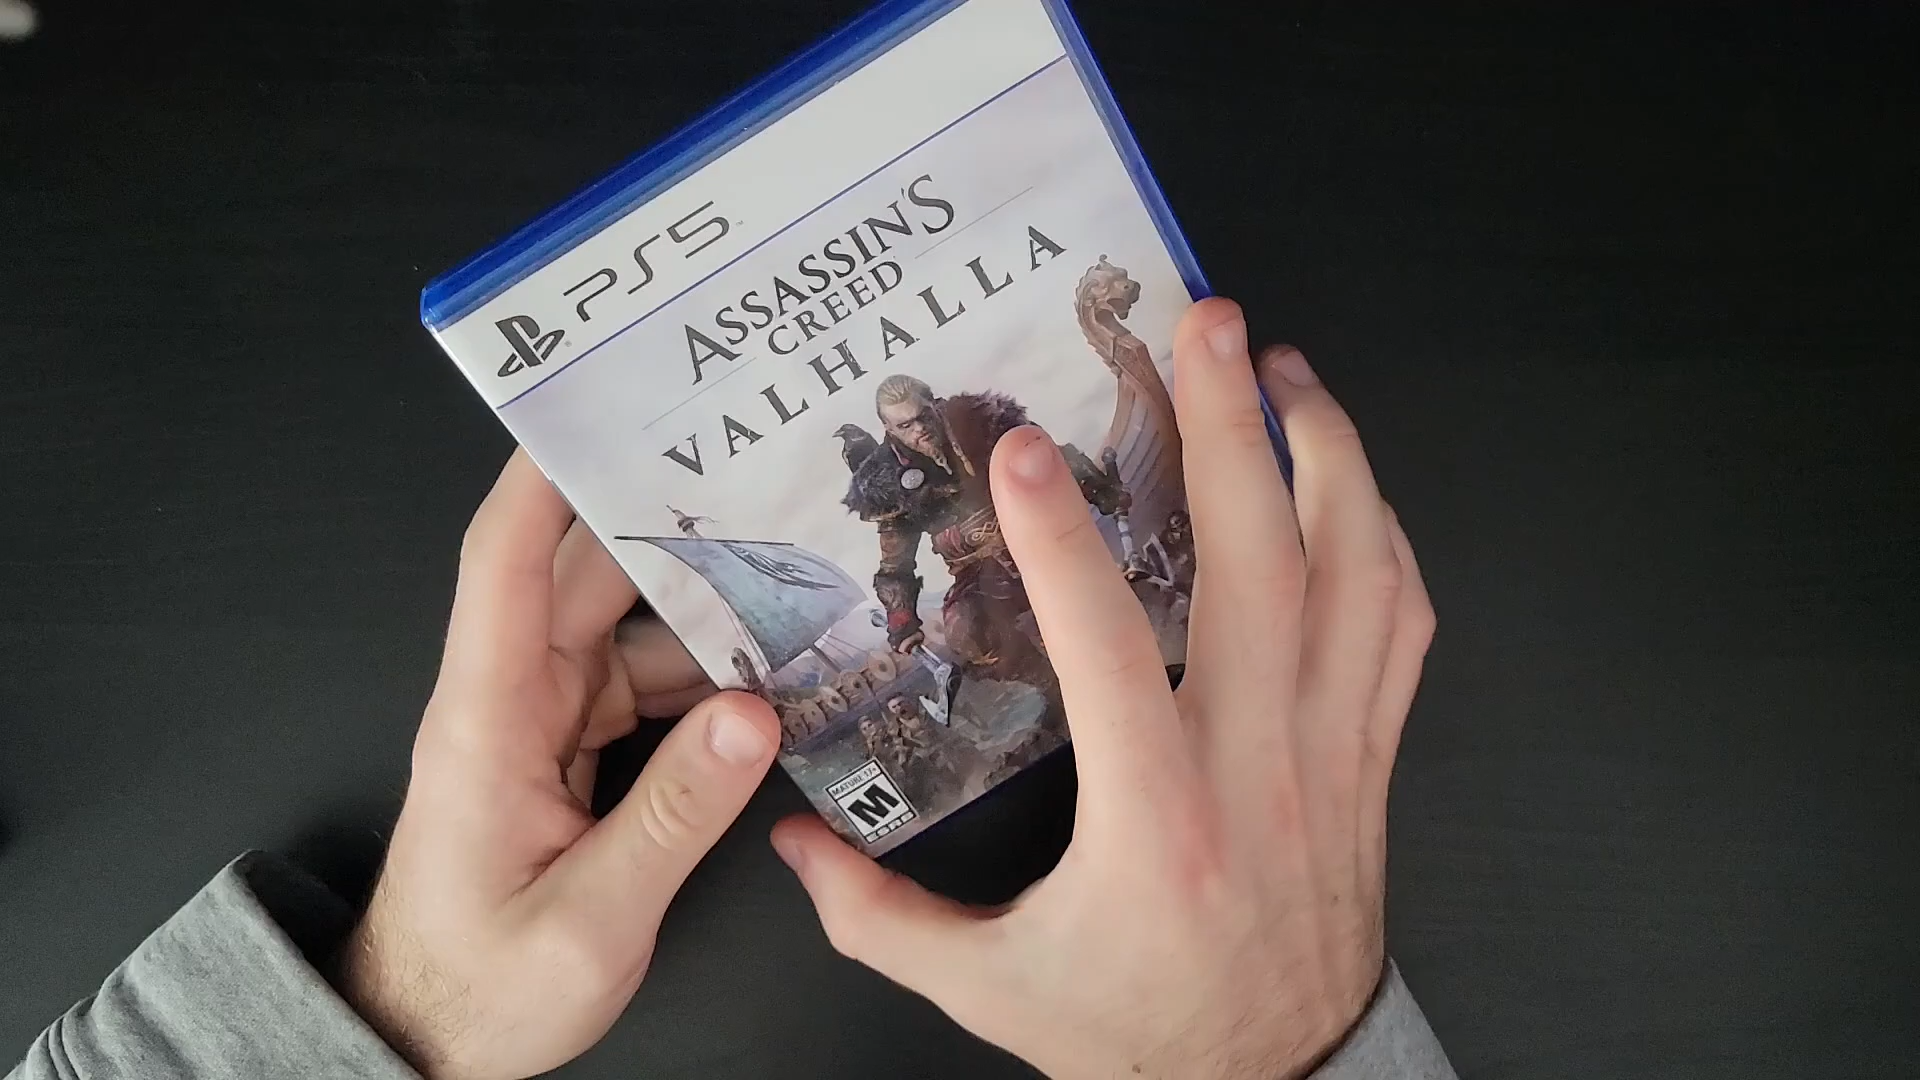 PS5
ASSASSIN'S
CREED
VALHALLA
MATURE 17+
M
ESRB